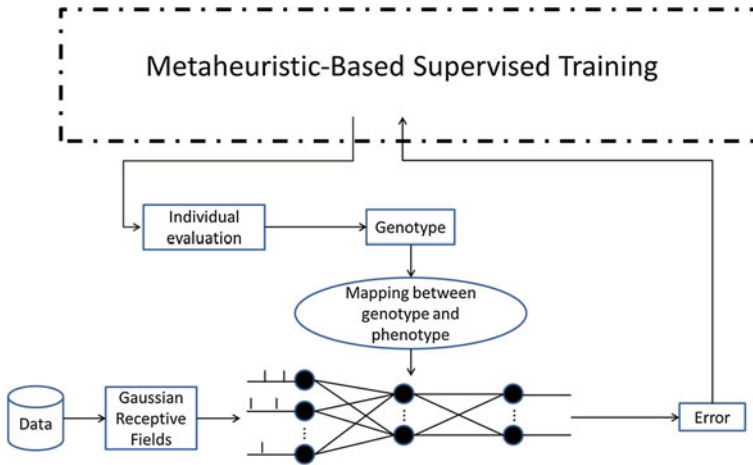 Metaheuristic-Based Supervised Training
Individual
evaluation
Genotype
Mapping between
genotype and
phenotype
Data
Gaussian
Receptive
Fields
Error